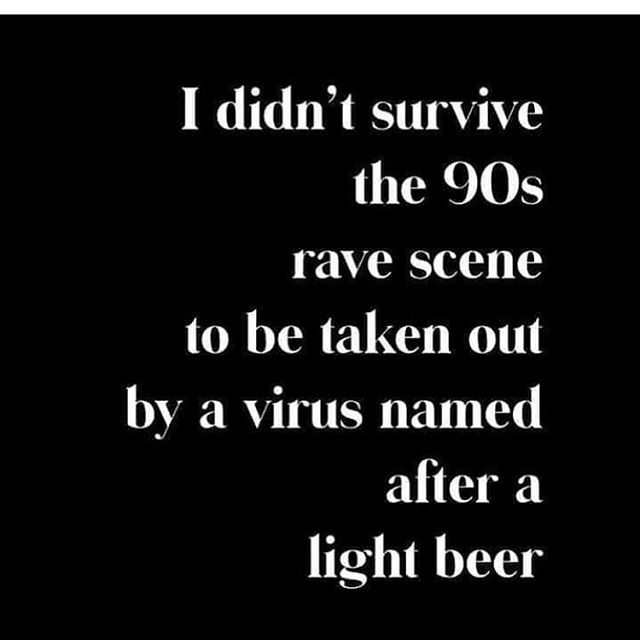 I didn’t survive
the 90s
rave scene
to be taken out
by a virus named
after a
light beer